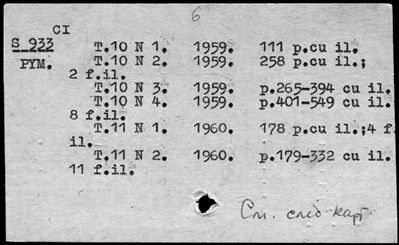 6
CI
S 933 T.10 N 1. 1959. 111 p.cu il.
РУМ. T.10 N 2. 1959. 258 p.cu il.;
2 f.il.
T.10 N 3. 1959. p.265-394 cu il.
T.10 N 4. 1959. p.401-549 cu il.
8 f.il.
T.11 N 1. 1960. 178 p.cu il.;4 f.
il.
T.11 N 2. 1960. p.179-332 cu il.
11 f.il.
См. след карт